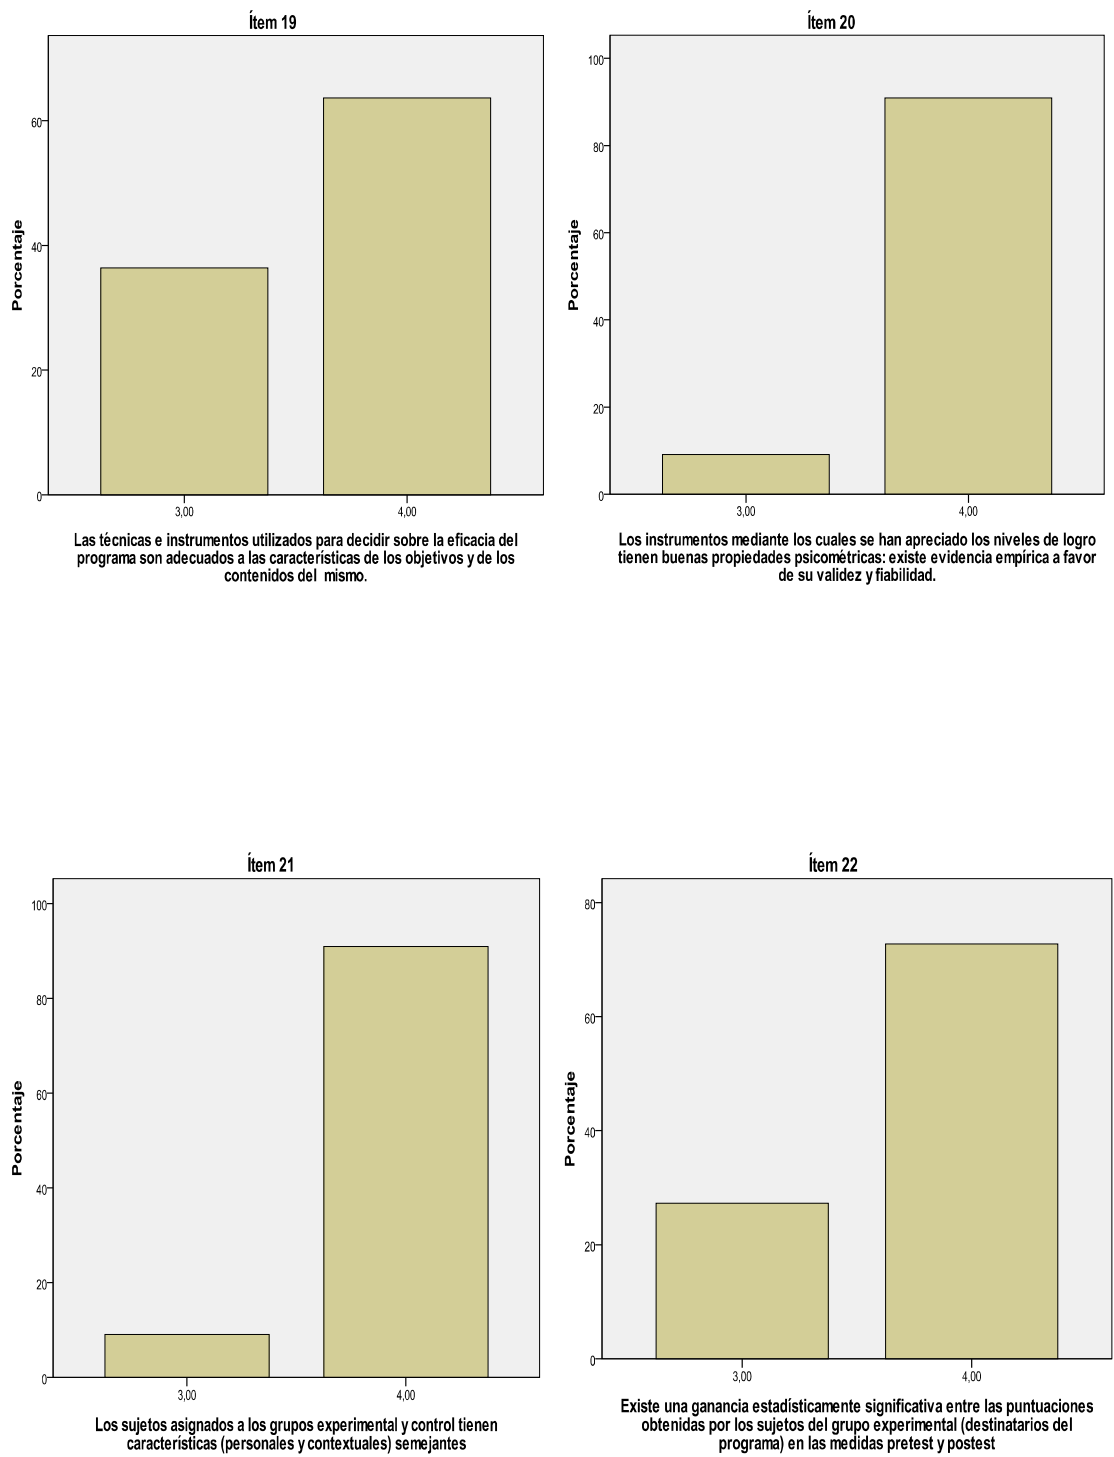 Ítem 19
Porcentaje
60
40
20
0
3,00
4,00
Las técnicas e instrumentos utilizados para decidir sobre la eficacia del
programa son adecuados a las características de los objetivos y de los
contenidos del mismo.
Ítem 20
Porcentaje
100
80
60
40
20
0
3,00
4,00
Los instrumentos mediante los cuales se han apreciado los niveles de logro
tienen buenas propiedades psicométricas: existe evidencia empírica a favor
de su validez y fiabilidad.
Ítem 21
Porcentaje
100
80
60
40
20
0
3,00
4,00
Los sujetos asignados a los grupos experimental y control tienen
características (personales y contextuales) semejantes
Ítem 22
Porcentaje
80
60
40
20
0
3,00
4,00
Existe una ganancia estadísticamente significativa entre las puntuaciones
obtenidas por los sujetos del grupo experimental (destinatarios del
programa) en las medidas pretest y postest